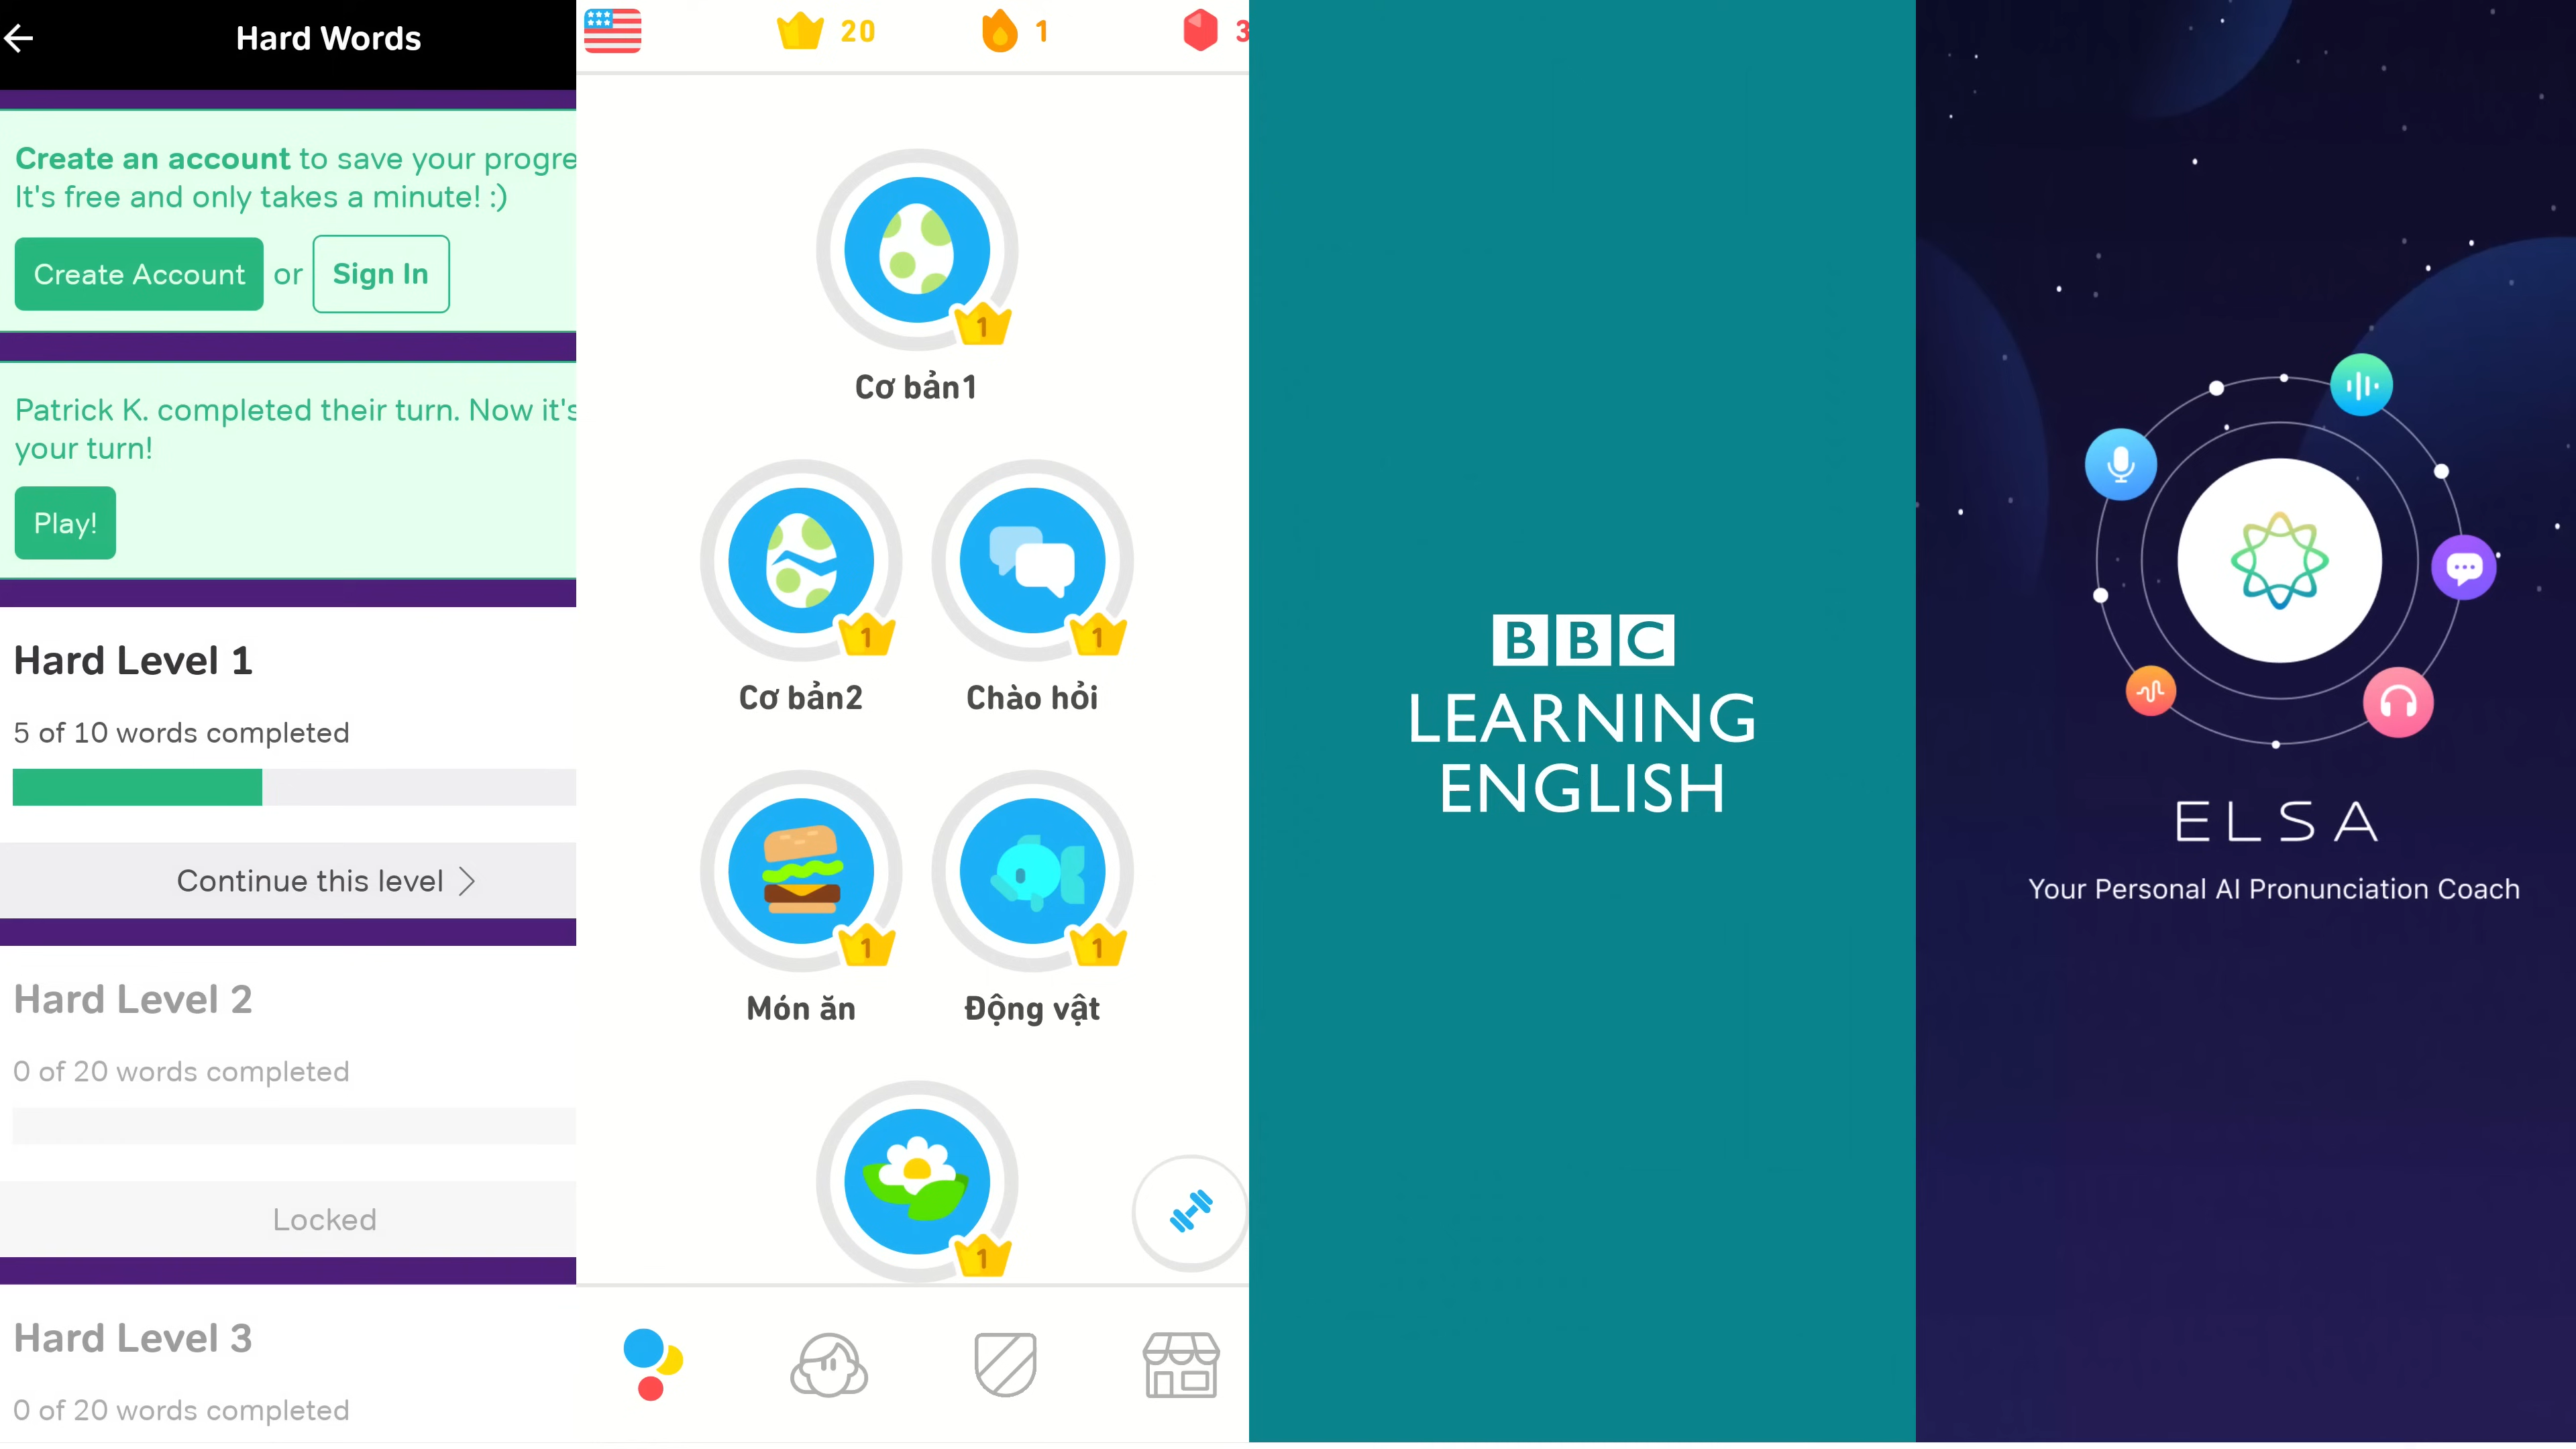 Hard Words
Create an account to save your progre
It's free and only takes a minute! :)
Create Account or Sign In
Patrick K. completed their turn. Now it's
your turn!
Play!
Hard Level 1
5 of 10 words completed
Continue this level
Hard Level 2
0 of 20 words completed
Locked
Hard Level 3
0 of 20 words completed
20
1
3
1
Cơ bản1
1
1
Cơ bản2
Chào hỏi
1
1
Món ăn
Động vật
1
BBC
LEARNING
ENGLISH
ELSA
Your Personal AI Pronunciation Coach